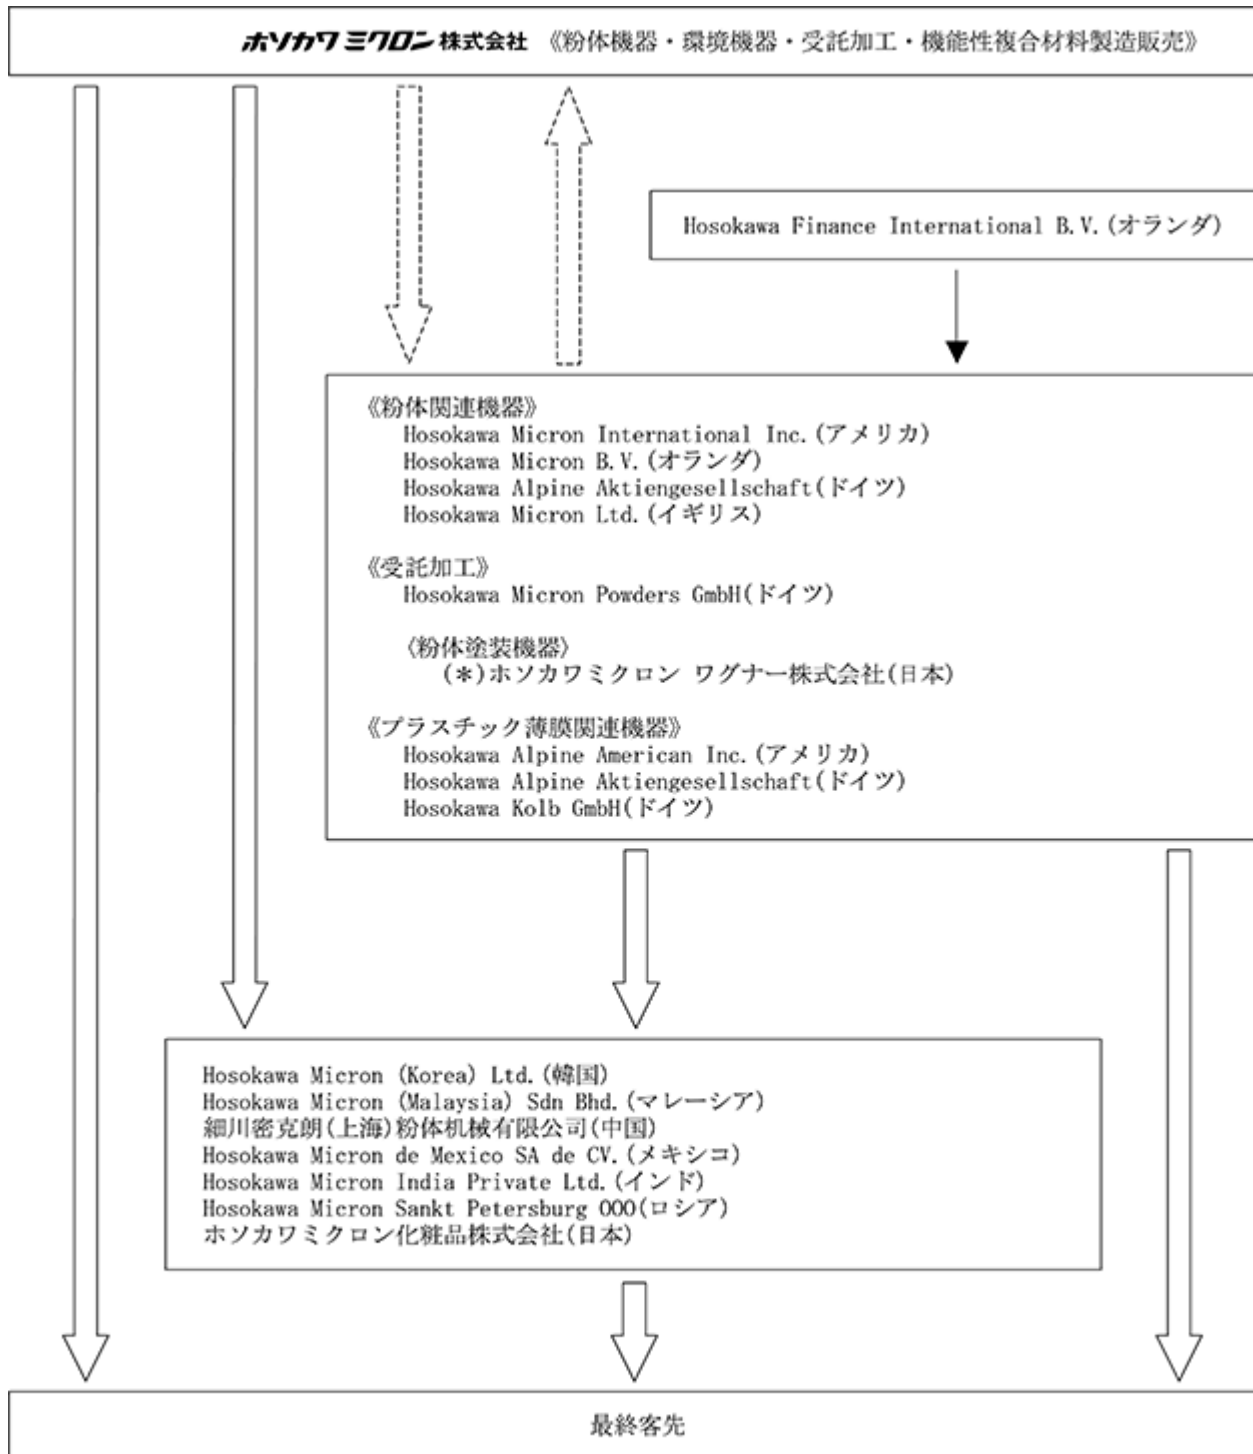 ホソカワミクロン株式会社 《粉体機器・環境機器・受託加工・機能性複合材料製造販売》
Hosokawa Finance International B.V.(オランダ)
《粉体関連機器》
Hosokawa Micron International Inc.(アメリカ)
Hosokawa Micron B.V.(オランダ)
Hosokawa Alpine Aktiengesellschaft(ドイツ)
Hosokawa Micron Ltd.(イギリス)
《受託加工》
Hosokawa Micron Powders GmbH(ドイツ)
〈粉体塗装機器〉
(*)ホソカワミクロン ワグナー株式会社(日本)
《プラスチック薄膜関連機器》
Hosokawa Alpine American Inc.(アメリカ)
Hosokawa Alpine Aktiengesellschaft(ドイツ)
Hosokawa Kolb GmbH(ドイツ)
Hosokawa Micron (Korea) Ltd.(韓国)
Hosokawa Micron (Malaysia) Sdn Bhd.(マレーシア)
細川密克朗(上海)粉体机械有限公司(中国)
Hosokawa Micron de Mexico SA de CV.(メキシコ)
Hosokawa Micron India Private Ltd.(インド)
Hosokawa Micron Sankt Petersburg OOO(ロシア)
ホソカワミクロン化粧品株式会社(日本)
最終客先